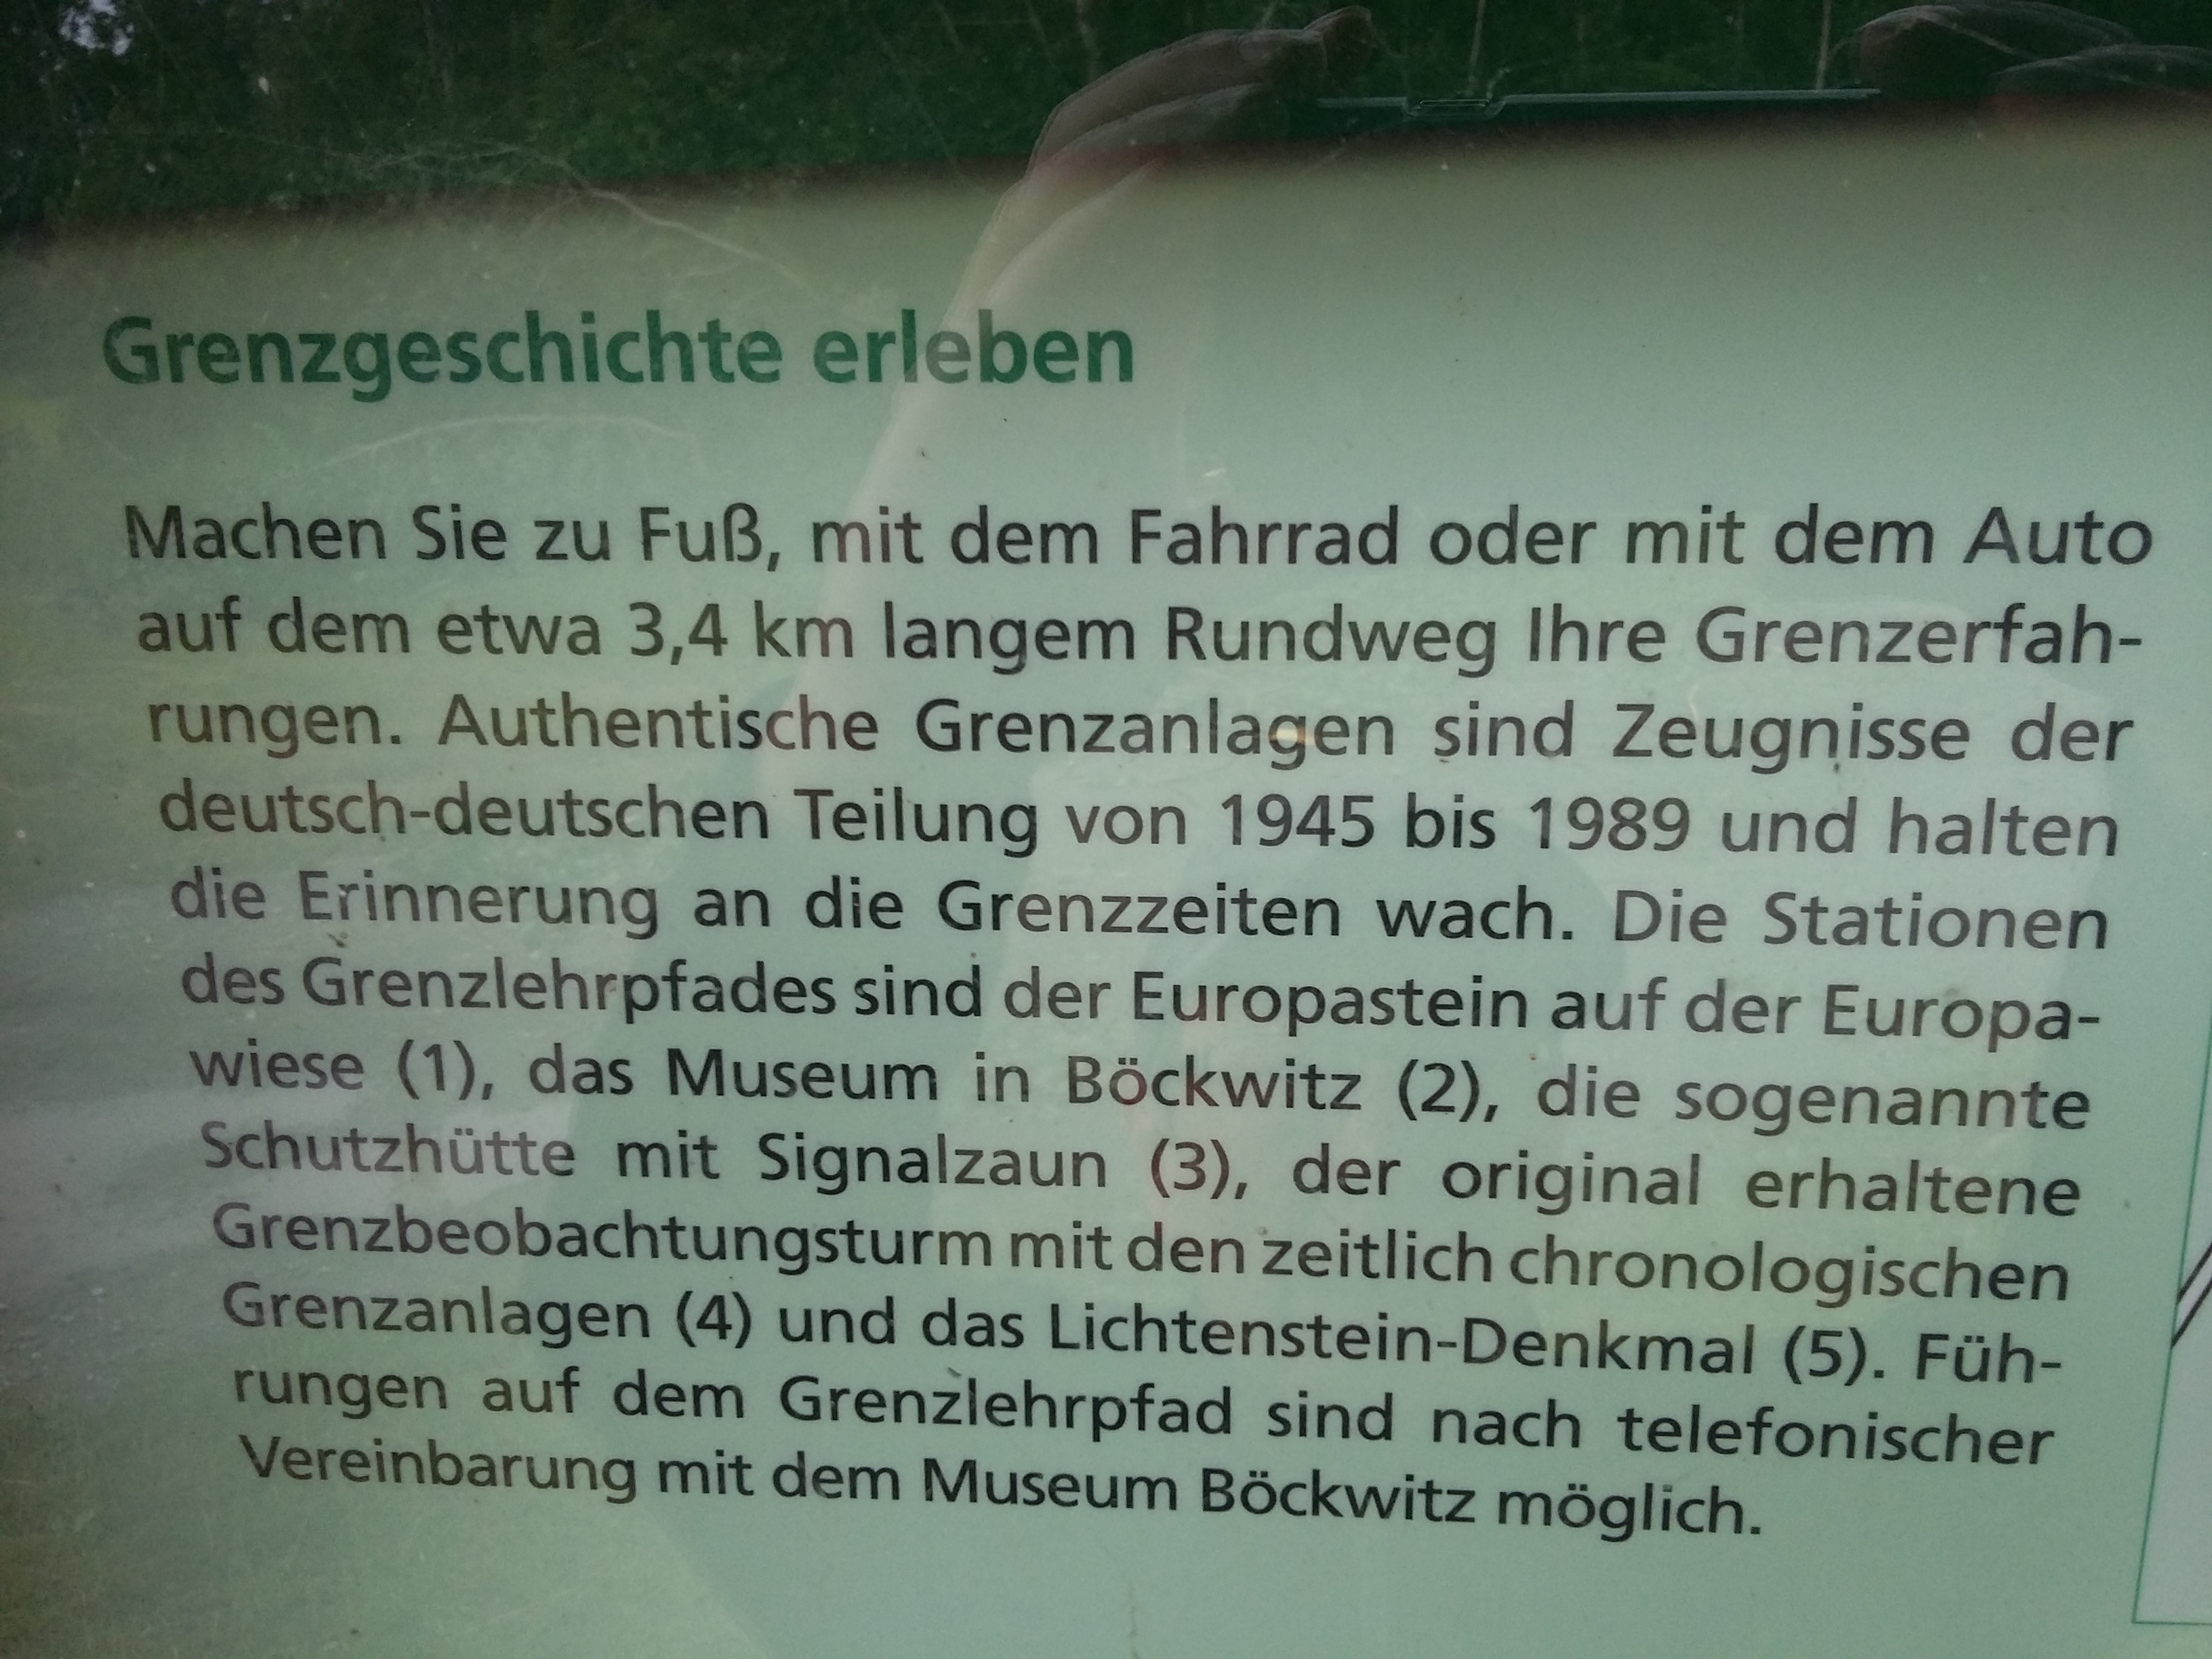 Grenzgeschichte erleben
Machen Sie zu Fuß, mit dem Fahrrad oder mit dem Auto
auf dem etwa 3,4 km langem Rundweg Ihre Grenzerfah-
rungen. Authentische Grenzanlagen sind Zeugnisse der
deutsch-deutschen Teilung von 1945 bis 1989 und halten
die Erinnerung an die Grenzzeiten wach. Die Stationen
des Grenzlehrpfades sind der Europastein auf der Europa-
wiese (1), das Museum in Böckwitz (2), die sogenannte
Schutzhütte mit Signalzaun (3), der original erhaltene
Grenzbeobachtungsturm mit den zeitlich chronologischen
Grenzanlagen (4) und das Lichtenstein-Denkmal (5). Füh-
rungen auf dem Grenzlehrpfad sind nach telefonischer
Vereinbarung mit dem Museum Böckwitz möglich.